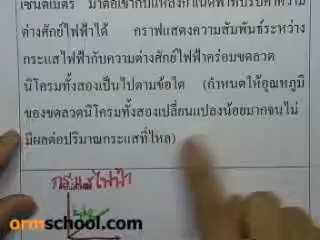 เซนติเมตร มาต่อเข้ากับแหล่งกำเนิดไฟฟ้าที่ปรับค่าความ
ต่างศักย์ไฟฟ้าได้ กราฟแสดงความสัมพันธ์ระหว่าง
กระแสไฟฟ้ากับความต่างศักย์ไฟฟ้าคร่อมขดลวด
นิโครมทั้งสองเป็นไปตามข้อใด (กำหนดให้อุณหภูมิ
ของขดลวดนิโครมทั้งสองเปลี่ยนแปลงน้อยมากจนไม่
มีผลต่อปริมาณกระแสที่ไหล)
กระแสไฟฟ้า
ormschool.com